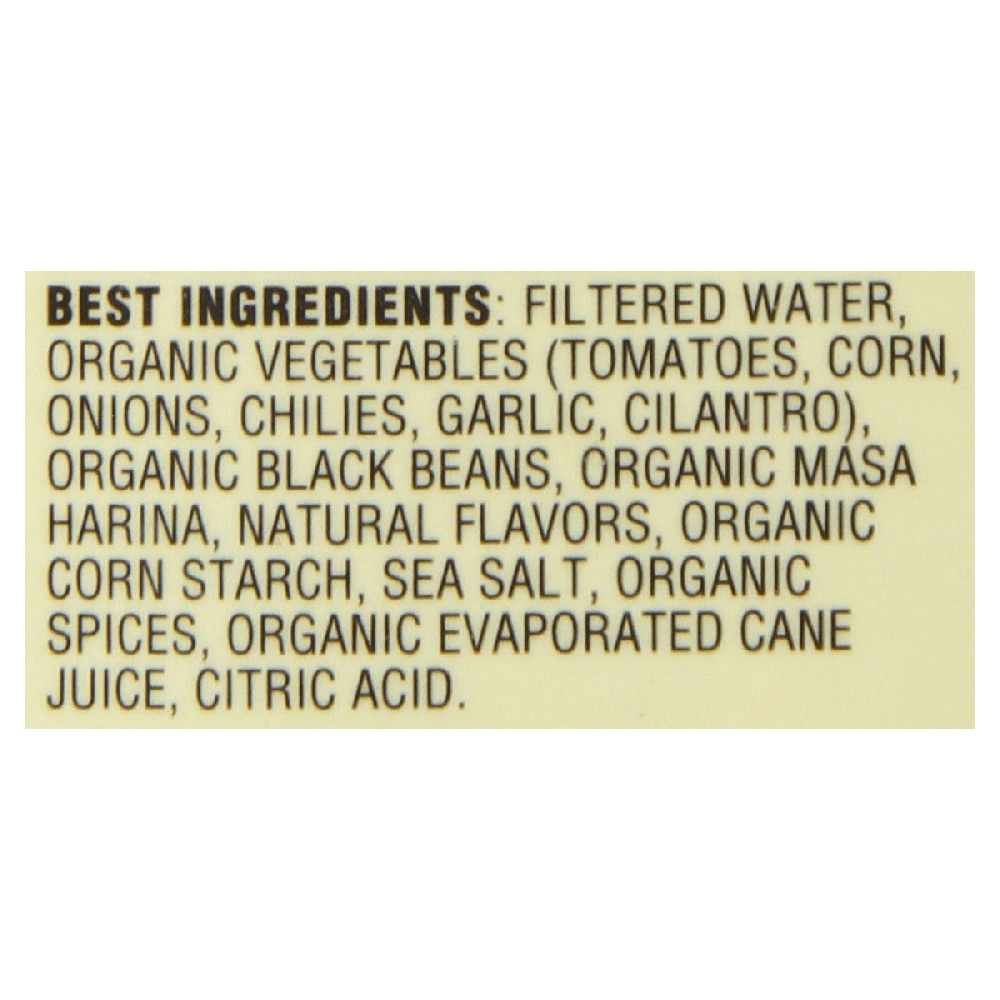 BEST INGREDIENTS: FILTERED WATER,
ORGANIC VEGETABLES (TOMATOES, CORN,
ONIONS, CHILIES, GARLIC, CILANTRO),
ORGANIC BLACK BEANS, ORGANIC MASA
HARINA, NATURAL FLAVORS, ORGANIC
CORN STARCH, SEA SALT, ORGANIC
SPICES, ORGANIC EVAPORATED CANE
JUICE, CITRIC ACID.